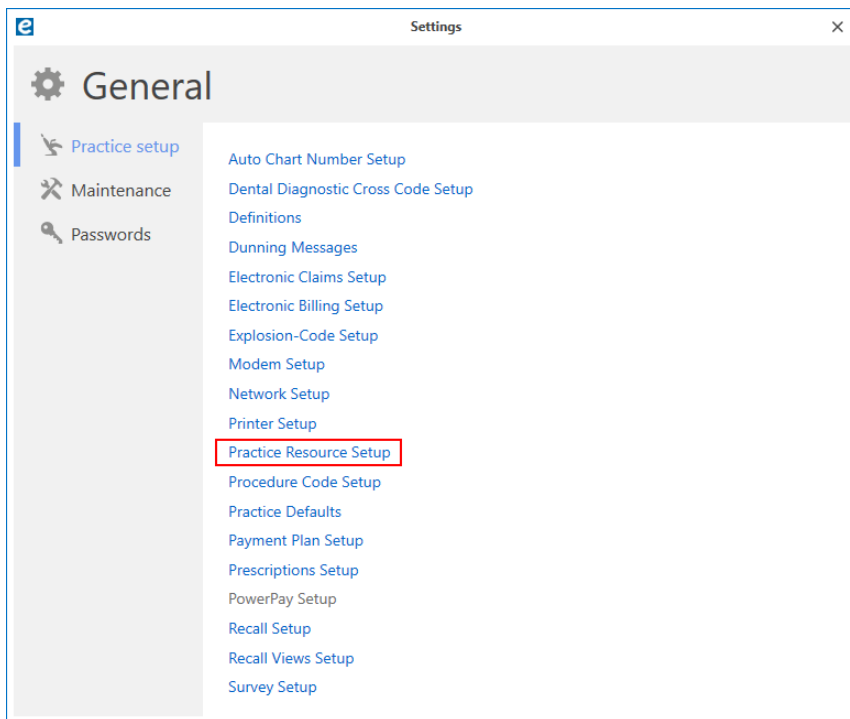 Settings
General
Practice setup
Maintenance
Passwords
Auto Chart Number Setup
Dental Diagnostic Cross Code Setup
Definitions
Dunning Messages
Electronic Claims Setup
Electronic Billing Setup
Explosion-Code Setup
Modem Setup
Network Setup
Printer Setup
Practice Resource Setup
Procedure Code Setup
Practice Defaults
Payment Plan Setup
Prescriptions Setup
PowerPay Setup
Recall Setup
Recall Views Setup
Survey Setup